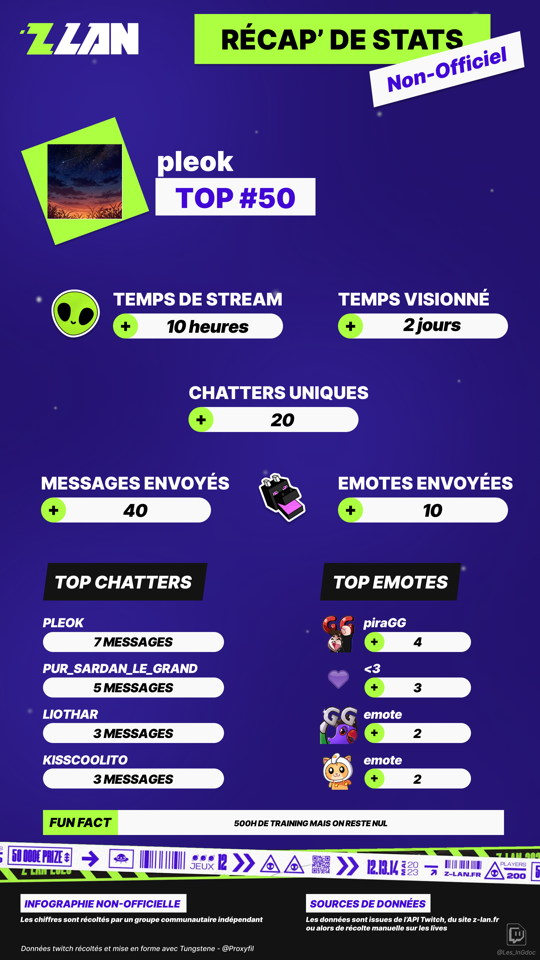 Z LAN
RÉCAP' DE STATS
Non-Officiel
pleok
TOP #50
TEMPS DE STREAM
TEMPS VISIONNÉ
+ 10 heures
+ 2 jours
CHATTERS UNIQUES
+ 20
MESSAGES ENVOYÉS
EMOTES ENVOYÉES
+ 40
+ 10
TOP CHATTERS
PLEOK
7 MESSAGES
PUR_SARDAN_LE_GRAND
5 MESSAGES
LIOTHAR
3 MESSAGES
KISSCOOLITO
3 MESSAGES
TOP EMOTES
GG
piraGG
+ 4
<3
+ 3
GG
emote
+ 2
emote
+ 2
FUN FACT
500H DE TRAINING MAIS ON RESTE NUL
50 000€ PRIZE
JEUX
12
12.13.14 MAI 2023
Z-LAN.FR
PLAYERS
200
INFOGRAPHIE NON-OFFICIELLE
Les chiffres sont récoltés par un groupe communautaire indépendant
SOURCES DE DONNÉES
Les données sont issues de l'API Twitch, du site z-lan.fr
ou alors de récolte manuelle sur les lives
Données twitch récoltés et mise en forme avec Tungstene - @Proxyfil
@Les_InGdoc